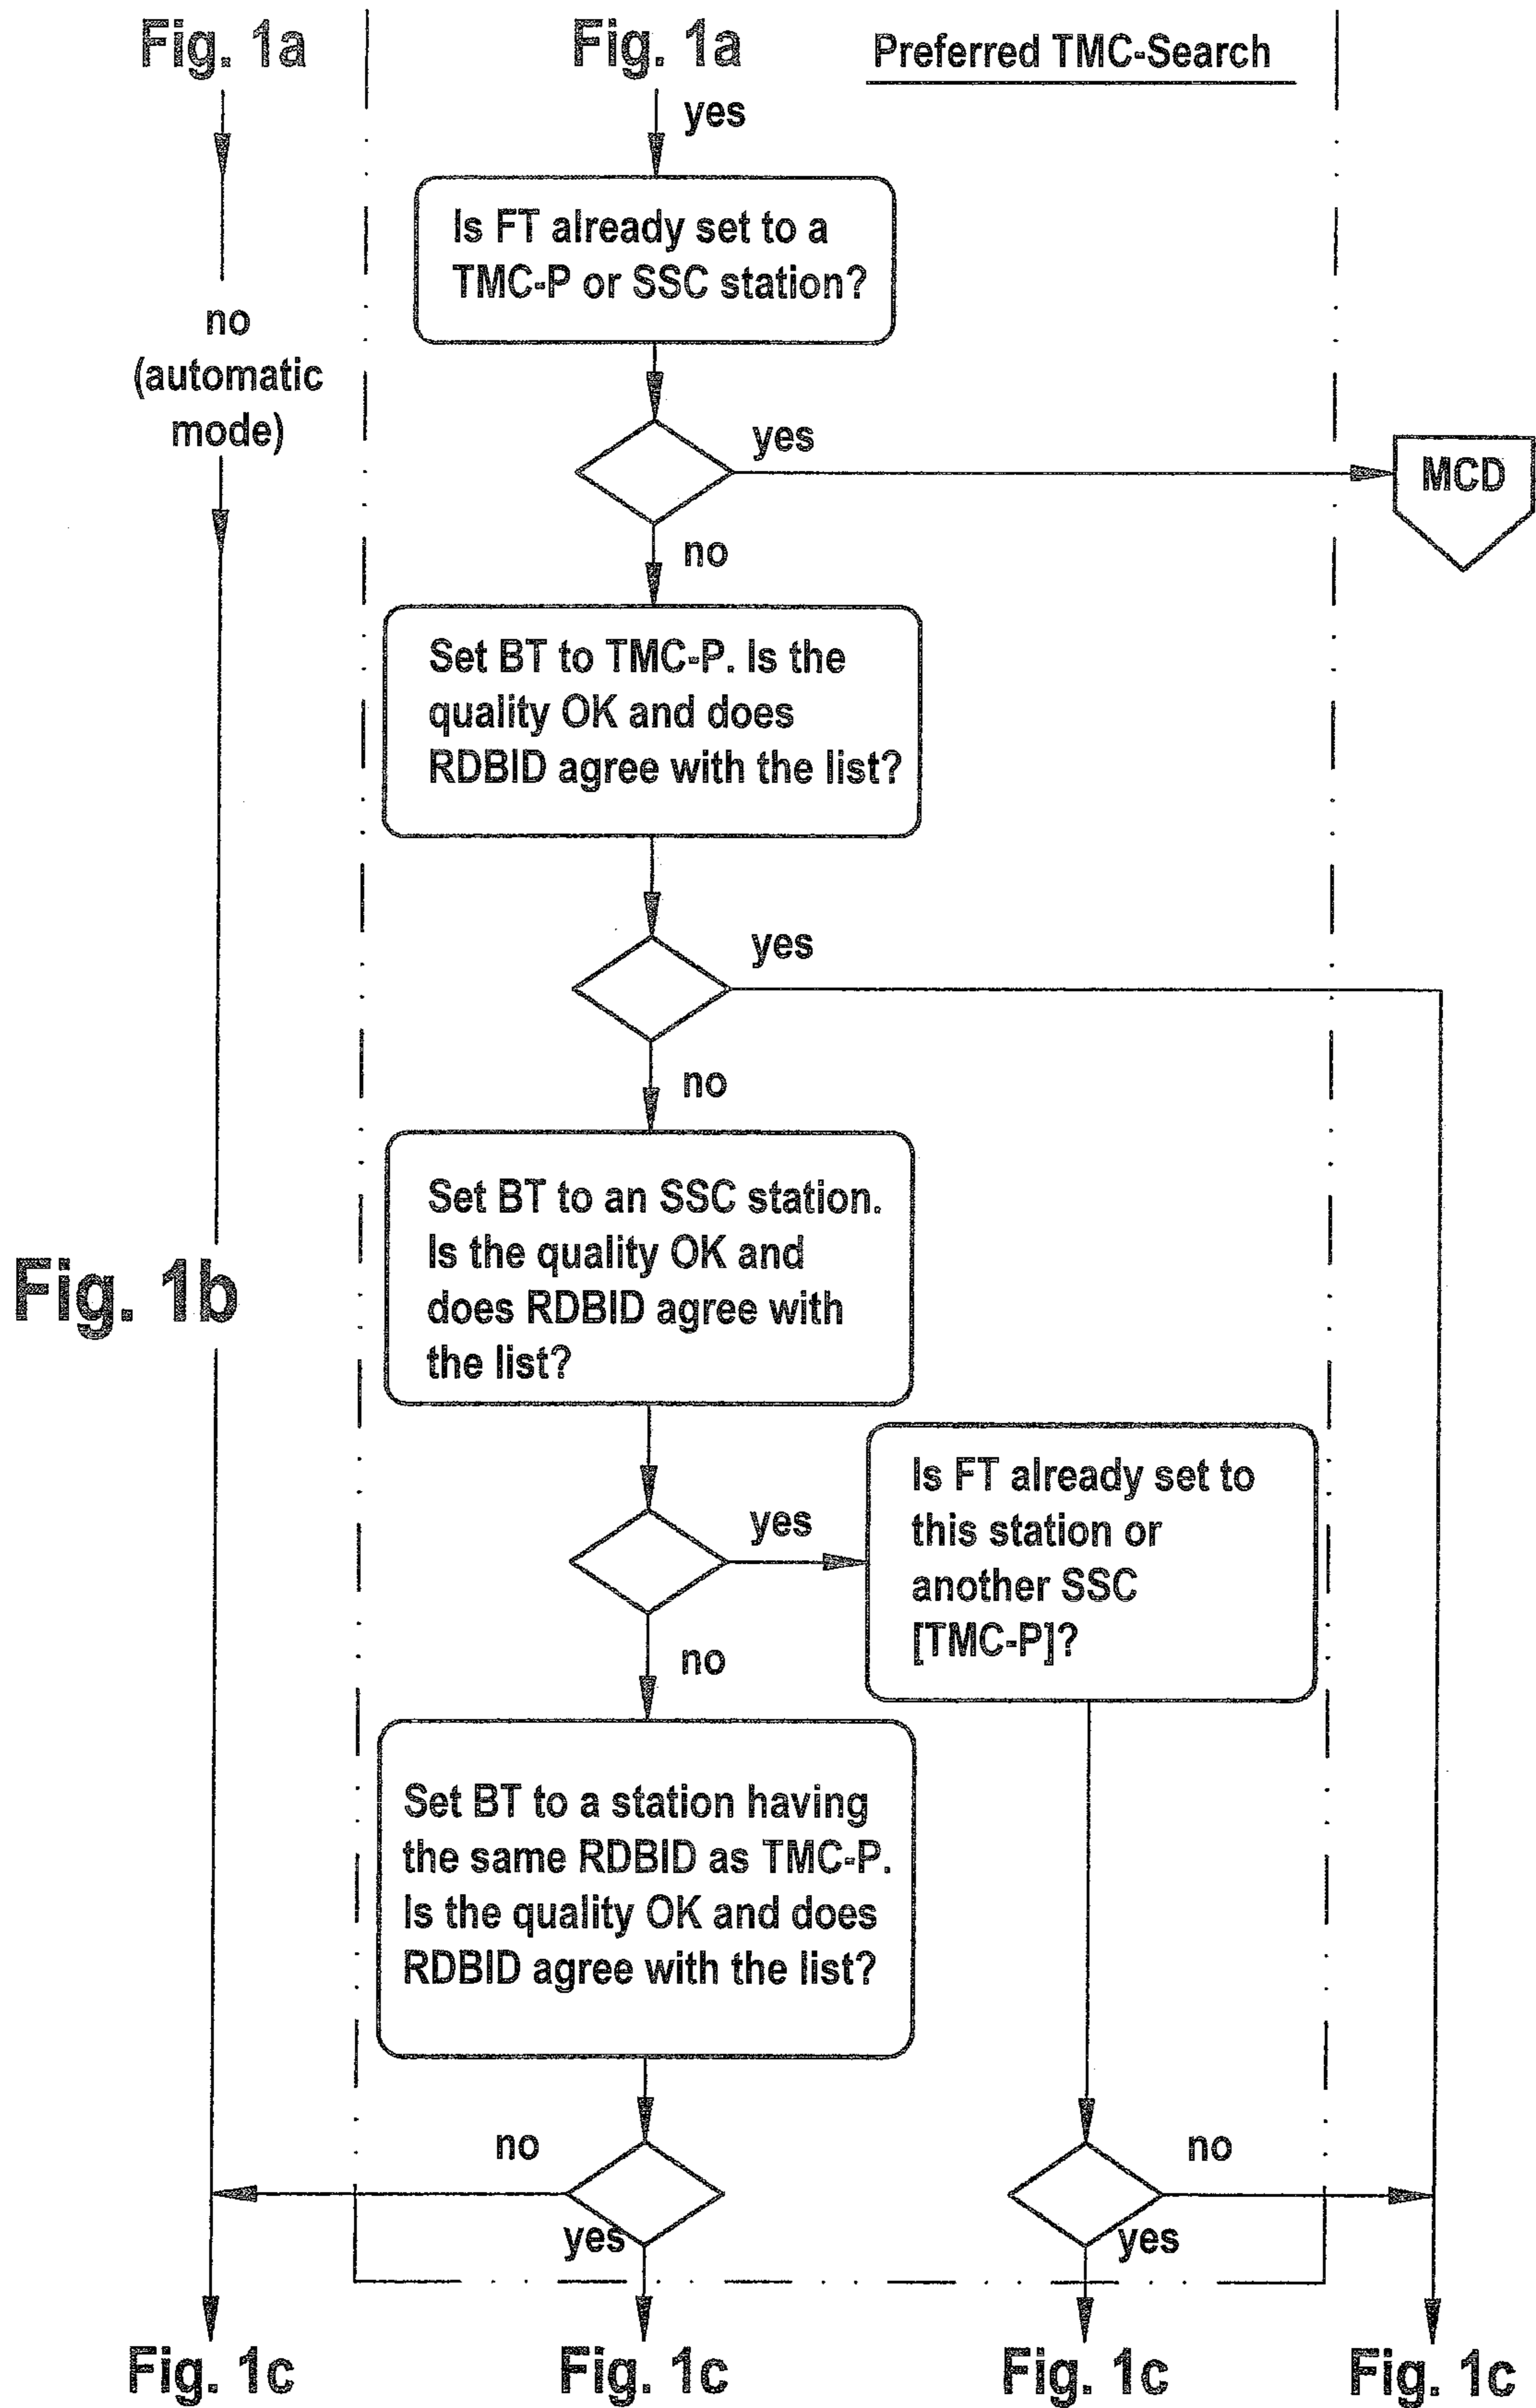 Fig. 1a
Fig. 1a
Preferred TMC-Search
yes
Is FT already set to a
TMC-P or SSC station?
no
(automatic
mode)
yes
MCD
no
Set BT to TMC-P. Is the
quality OK and does
RDBID agree with the list?
yes
no
Set BT to an SSC station.
Is the quality OK and
does RDBID agree with
the list?
Fig. 1b
Is FT already set to
this station or
another SSC
[TMC-P]?
yes
no
Set BT to a station having
the same RDBID as TMC-P.
Is the quality OK and does
RDBID agree with the list?
no
yes
no
yes
Fig. 1c
Fig. 1c
Fig. 1c
Fig. 1c